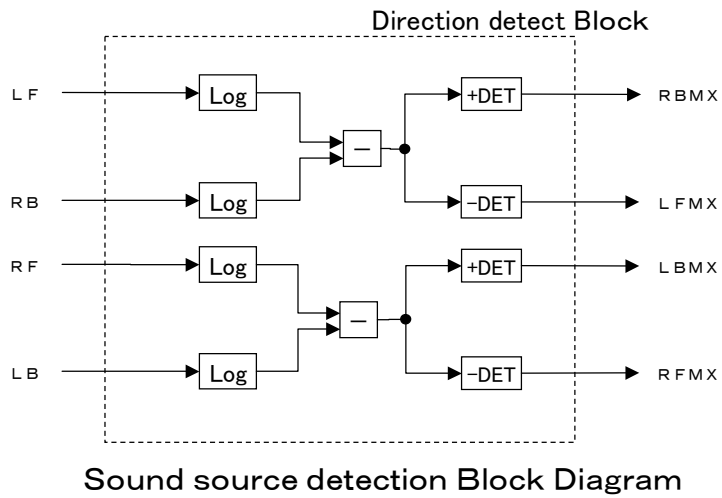 Direction detect Block
LF Log +DET RBMX
−
RB Log −DET LFMX
RF Log +DET LBMX
−
LB Log −DET RFMX
Sound source detection Block Diagram